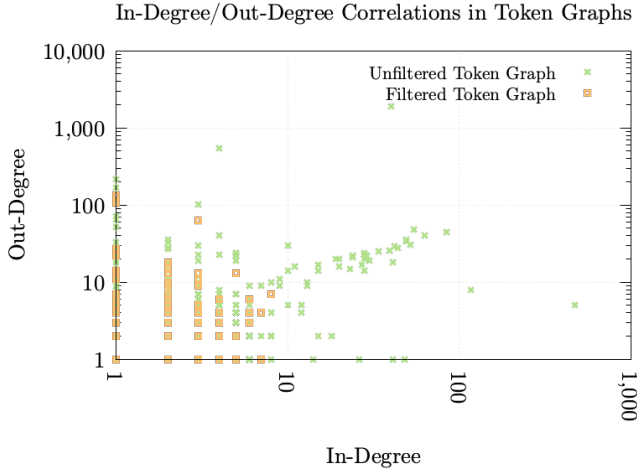 In-Degree/Out-Degree Correlations in Token Graphs
10,000
1,000
100
10
1
Out-Degree
Unfiltered Token Graph
Filtered Token Graph
1
10
100
1,000
In-Degree